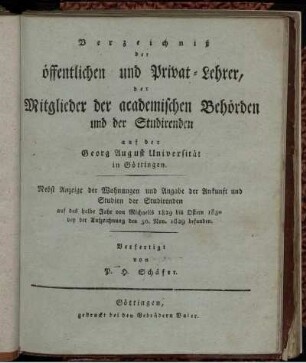 Verzeichniß
der
öffentlichen und Privat-Lehrer,
der
Mitglieder der academischen Behörden
und der Studirenden
auf der
Georg August Universität
in Göttingen.
Nebst Anzeige der Wohnungen und Angabe der Ankunft und
Studien der Studirenden
auf das halbe Jahr von Michaelis 1829 bis Ostern 1830
bey der Aufzeichnung den 30. Nov. 1829 befunden.
Verfertigt
von
P. H. Schäfer.
Göttingen,
gedruckt bei den Gebrüdern